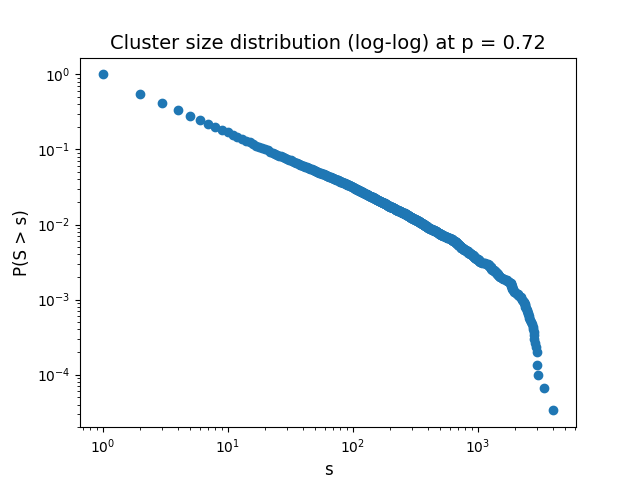 Cluster size distribution (log-log) at p = 0.72
P(S > s)
10⁰
10⁻¹
10⁻²
10⁻³
10⁻⁴
10⁰ 10¹ 10² 10³
s